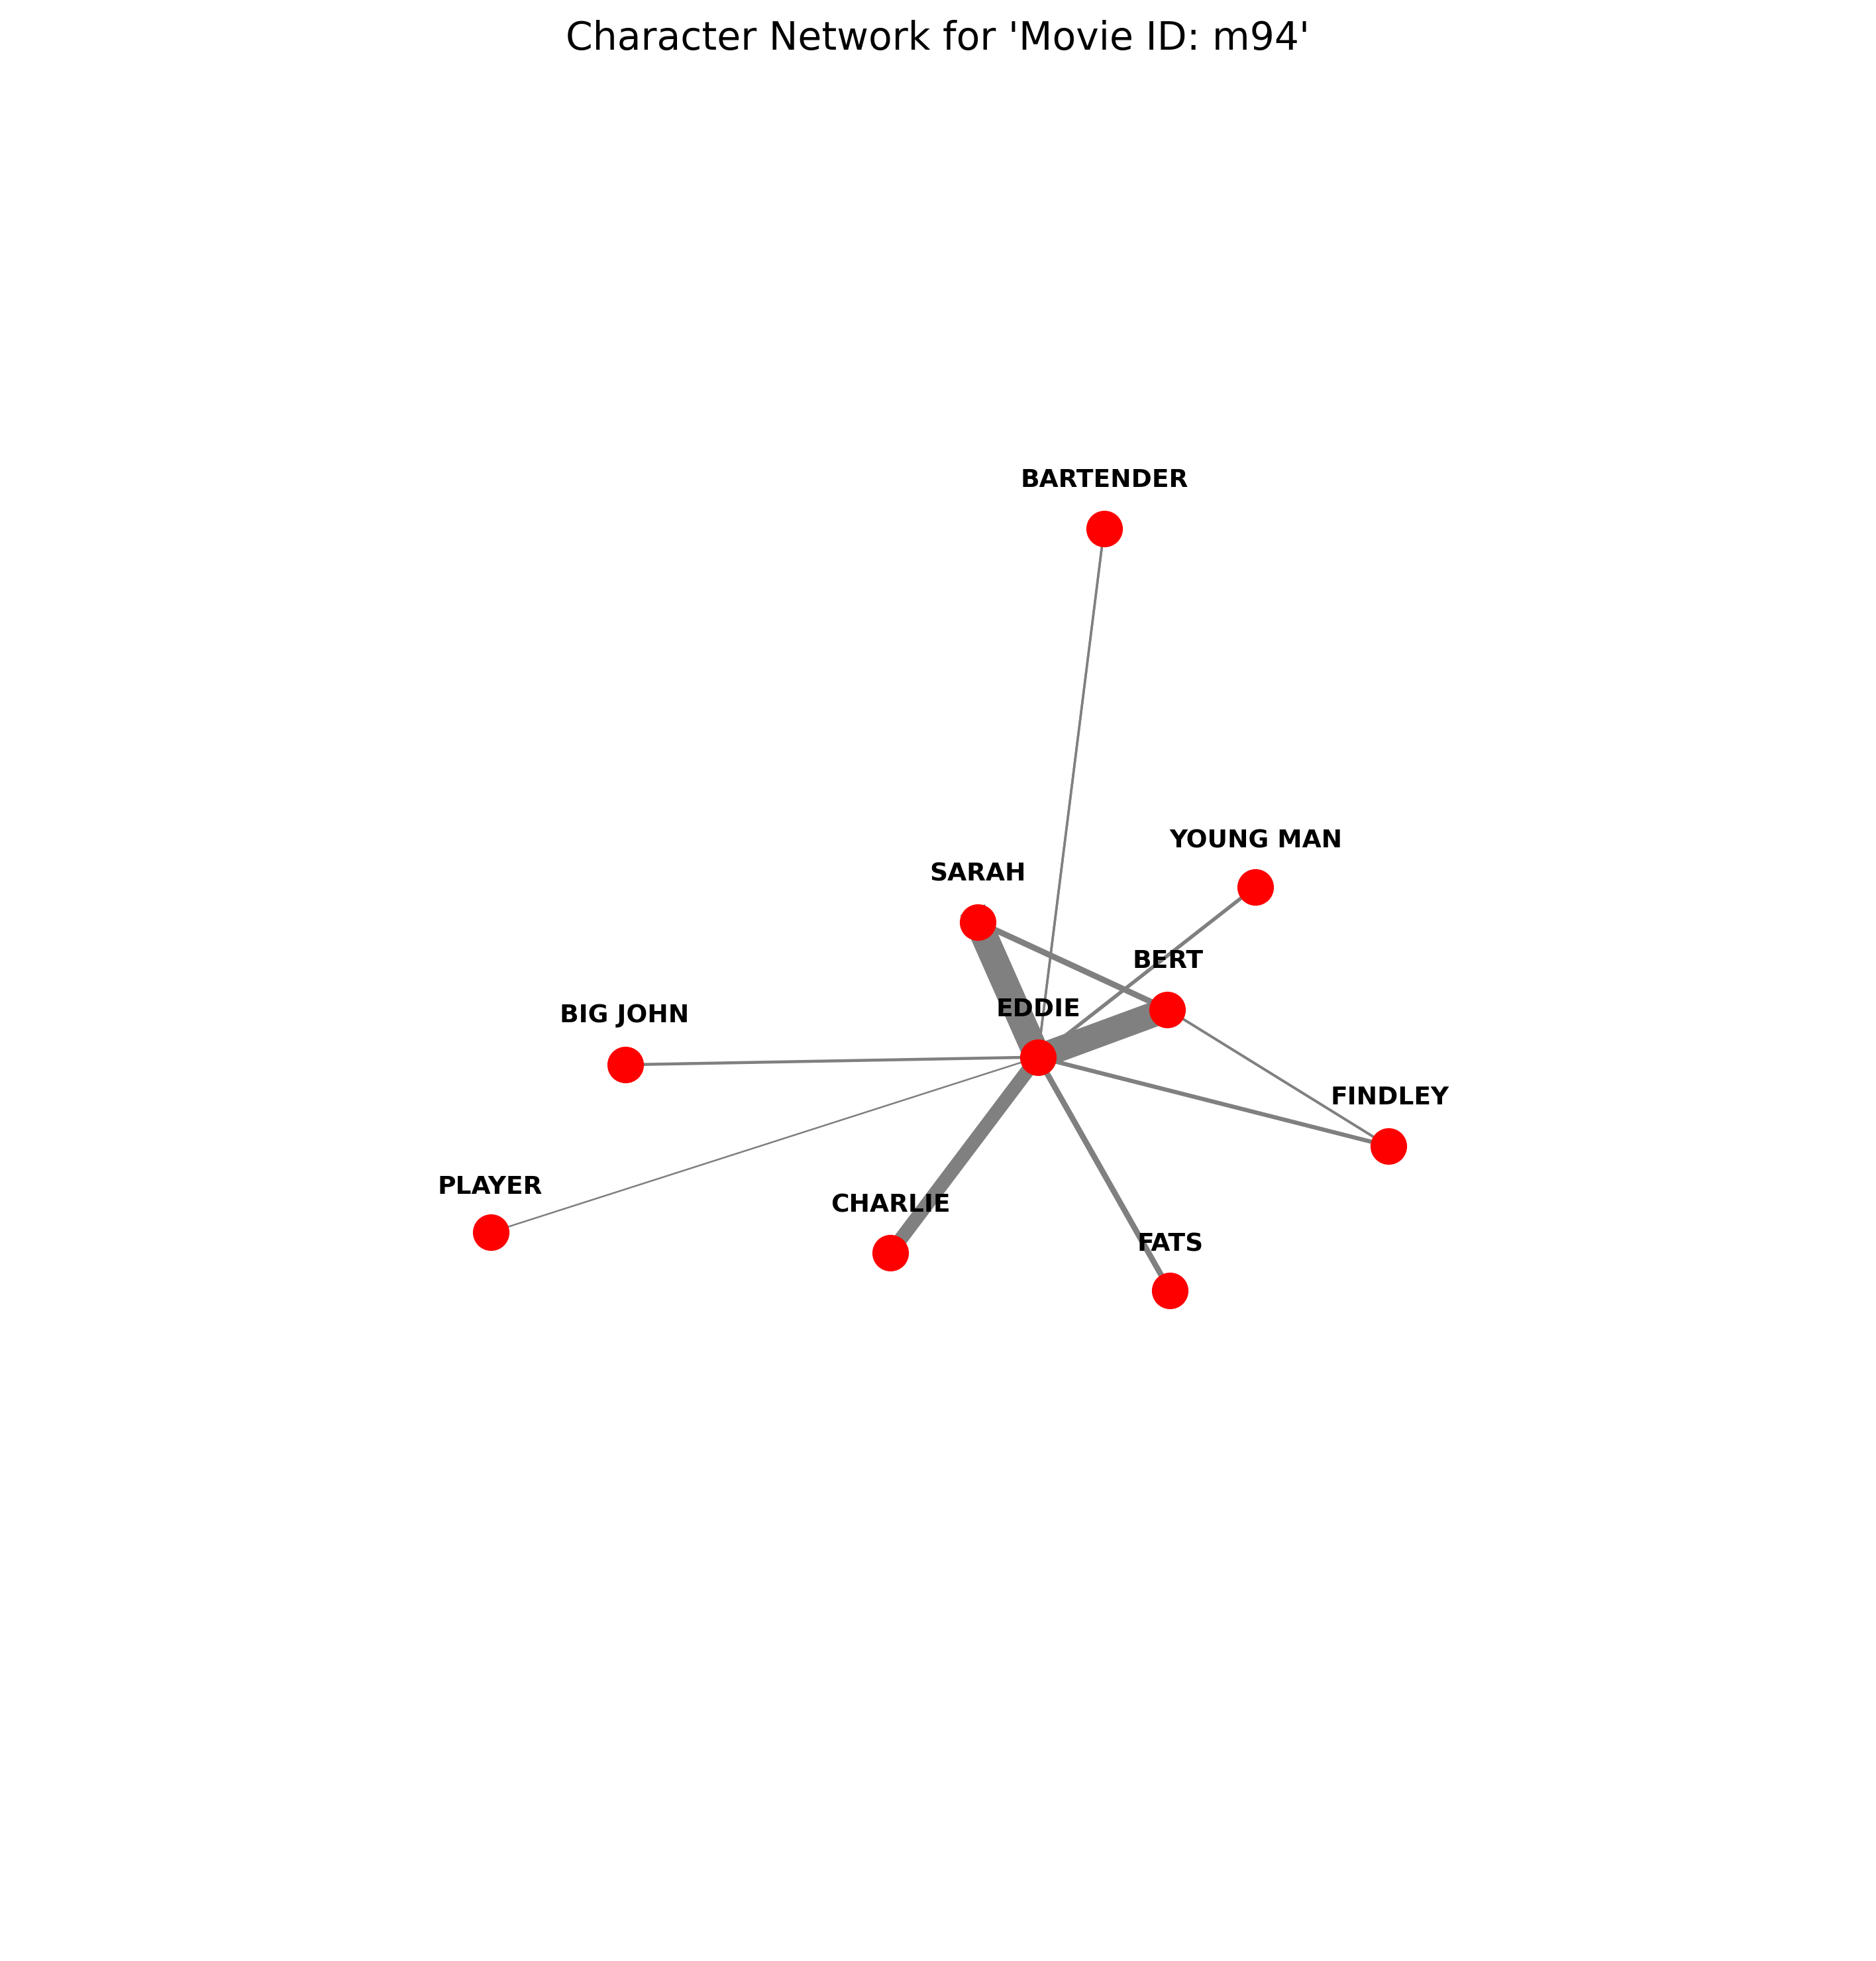 Character Network for 'Movie ID: m94'
BARTENDER
YOUNG MAN
SARAH
BERT
EDDIE
BIG JOHN
FINDLEY
PLAYER
CHARLIE
FATS